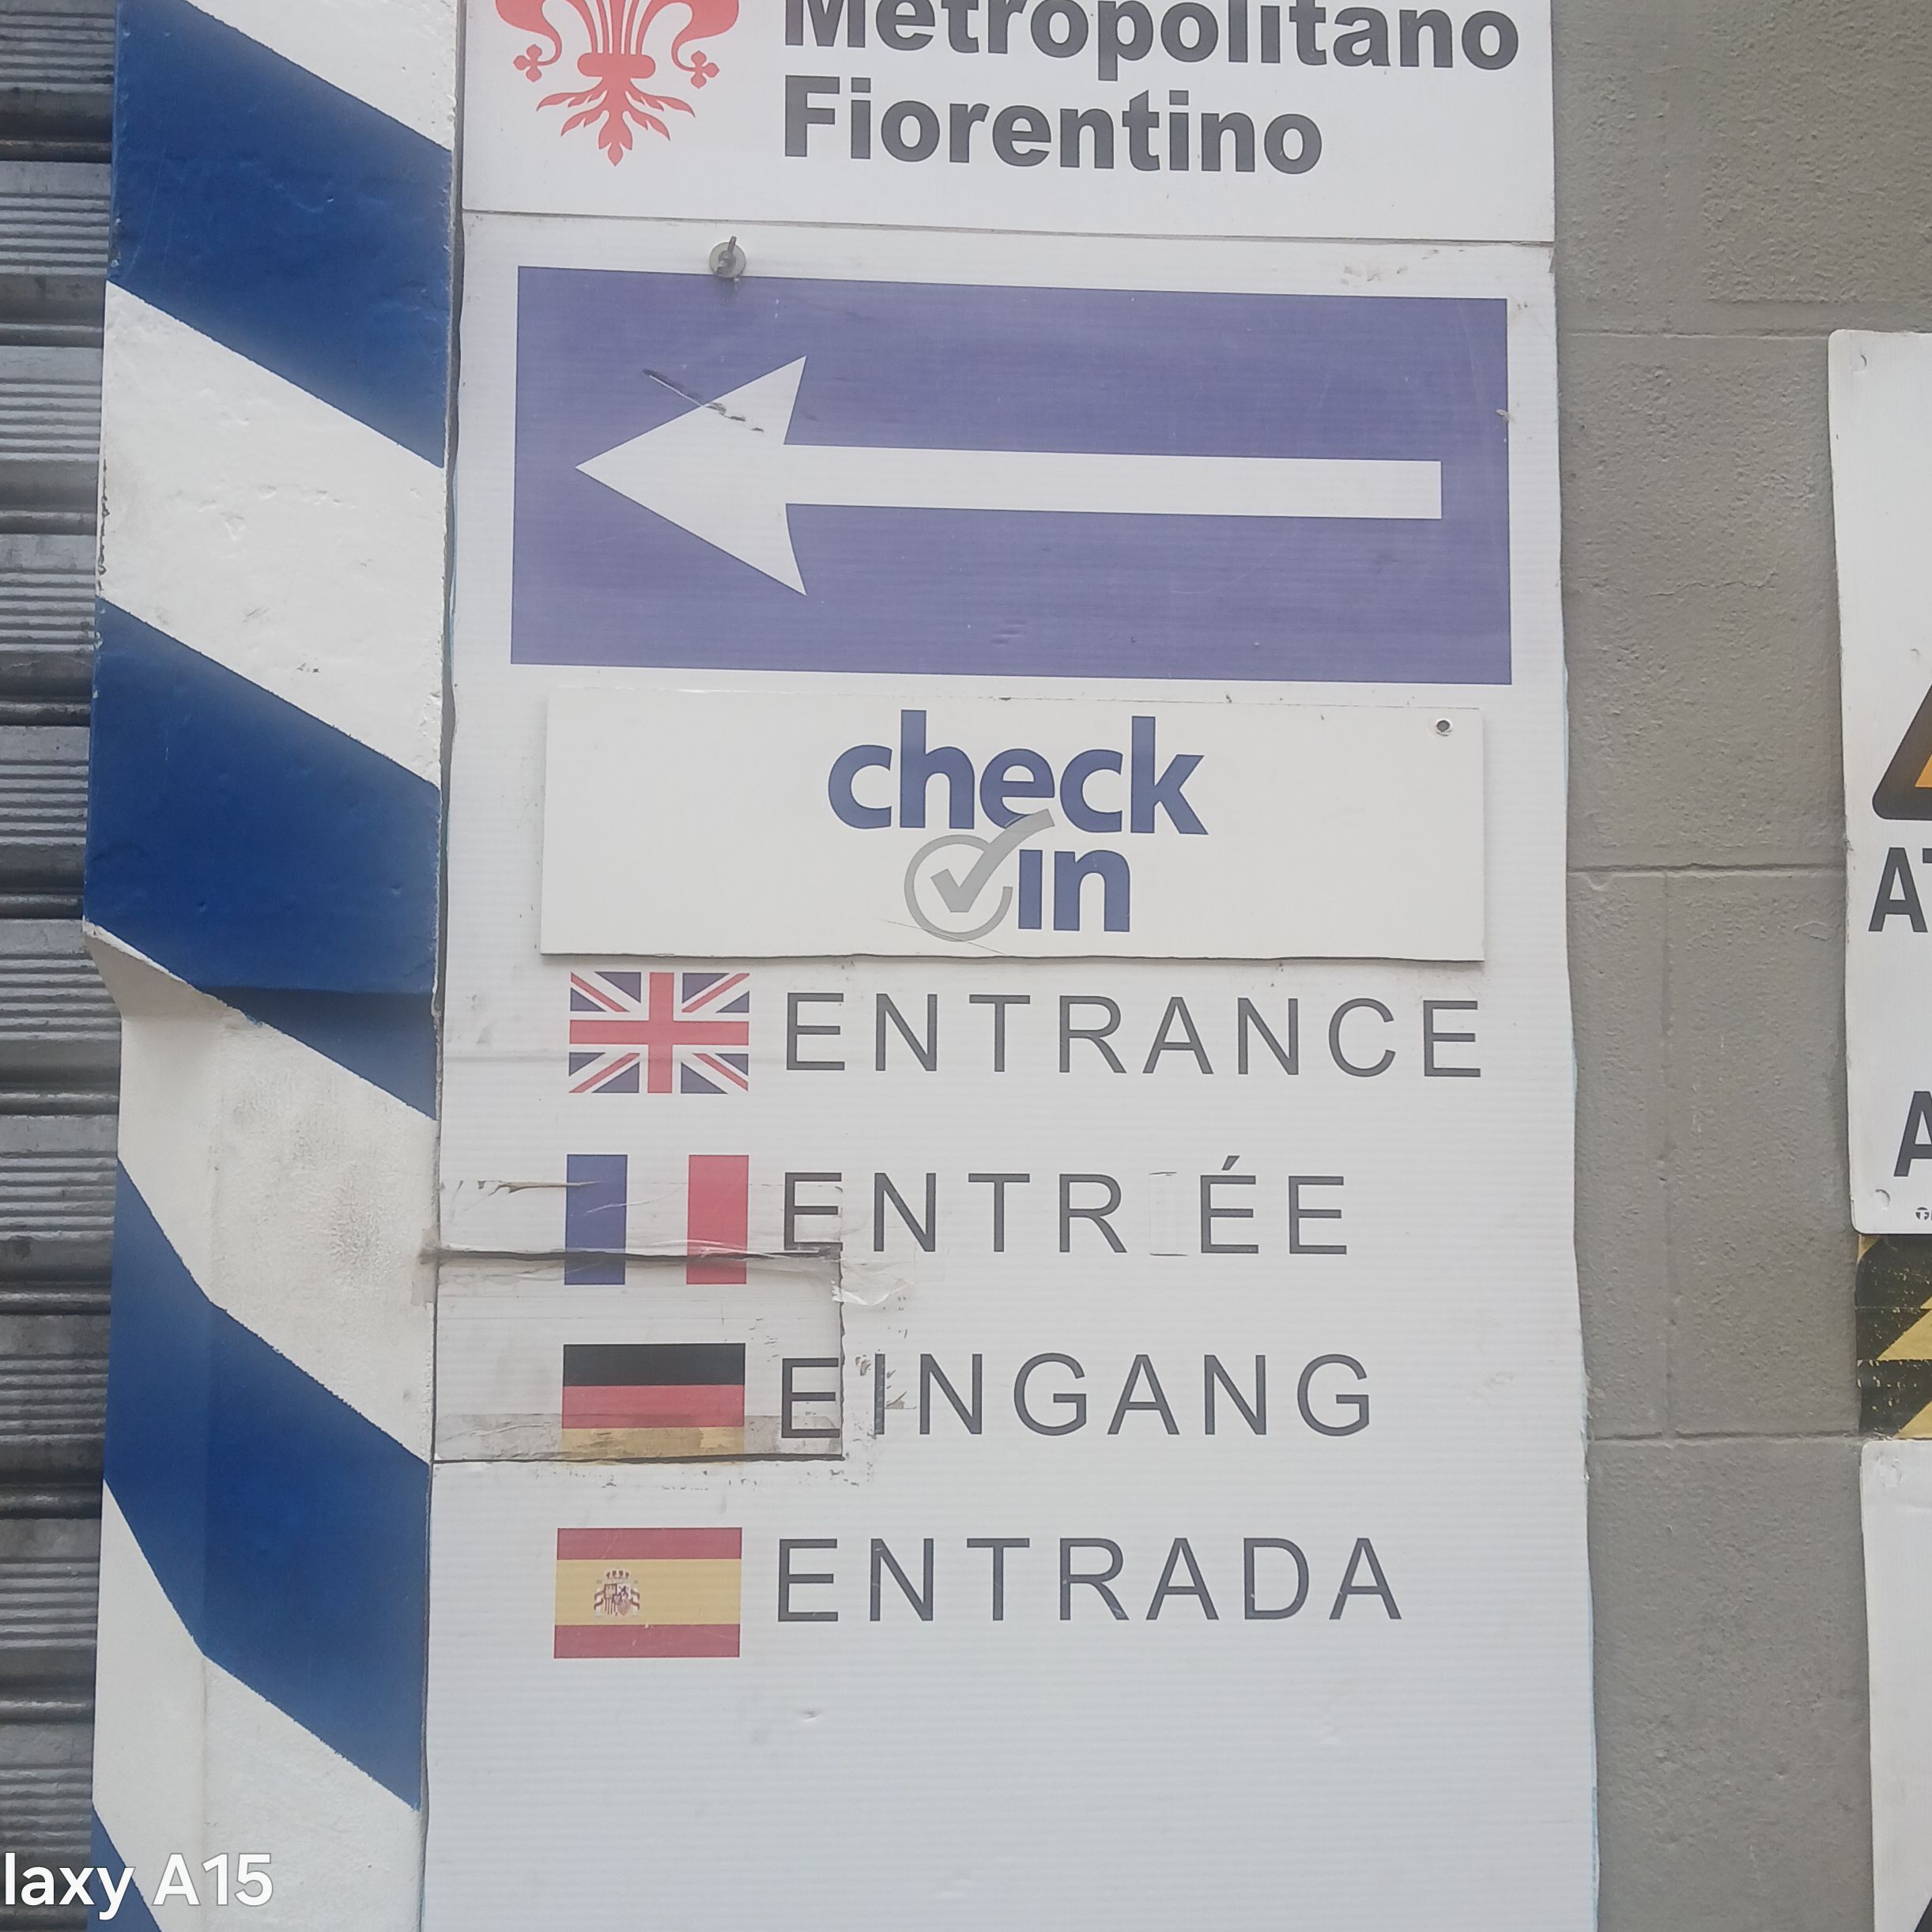 Metropolitano
Fiorentino
check
in
ENTRANCE
ENTRÉE
EINGANG
ENTRADA
laxy A15